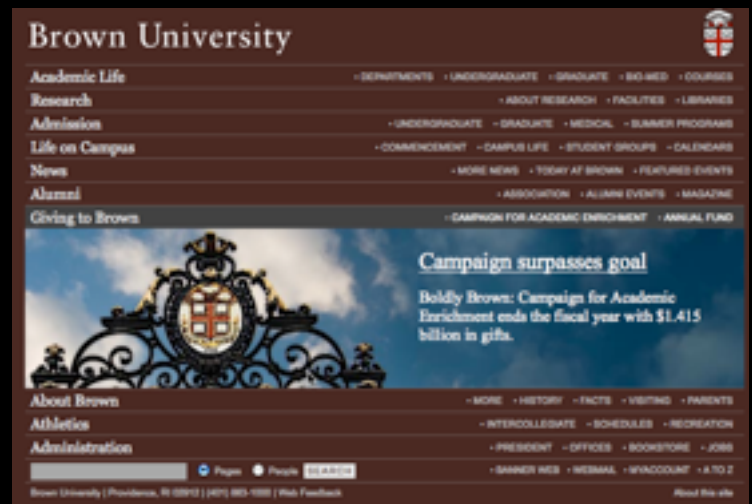 Brown University
Academic Life • DEPARTMENTS • UNDERGRADUATE • GRADUATE • BIO-MED • COURSES
Research • ABOUT RESEARCH • FACILITIES • LIBRARIES
Admission • UNDERGRADUATE • GRADUATE • MEDICAL • SUMMER PROGRAMS
Life on Campus • COMMENCEMENT • CAMPUS LIFE • STUDENT GROUPS • CALENDARS
News • MORE NEWS • TODAY AT BROWN • FEATURED EVENTS
Alumni • ASSOCIATION • ALUMNI EVENTS • MAGAZINE
Giving to Brown • CAMPAIGN FOR ACADEMIC ENRICHMENT • ANNUAL FUND
Campaign surpasses goal
Boldly Brown: Campaign for Academic
Enrichment ends the fiscal year with $1.415
billion in gifts.
About Brown • MORE • HISTORY • FACTS • VISITING • PARENTS
Athletics • INTERCOLLEGIATE • SCHEDULES • RECREATION
Administration • PRESIDENT • OFFICES • BOOKSTORE • JOBS
Pages People SEARCH • BANNER WEB • WEBMAIL • MYACCOUNT • A TO Z
Brown University | Providence, RI 02912 | (401) 863-1000 | Web Feedback About this site